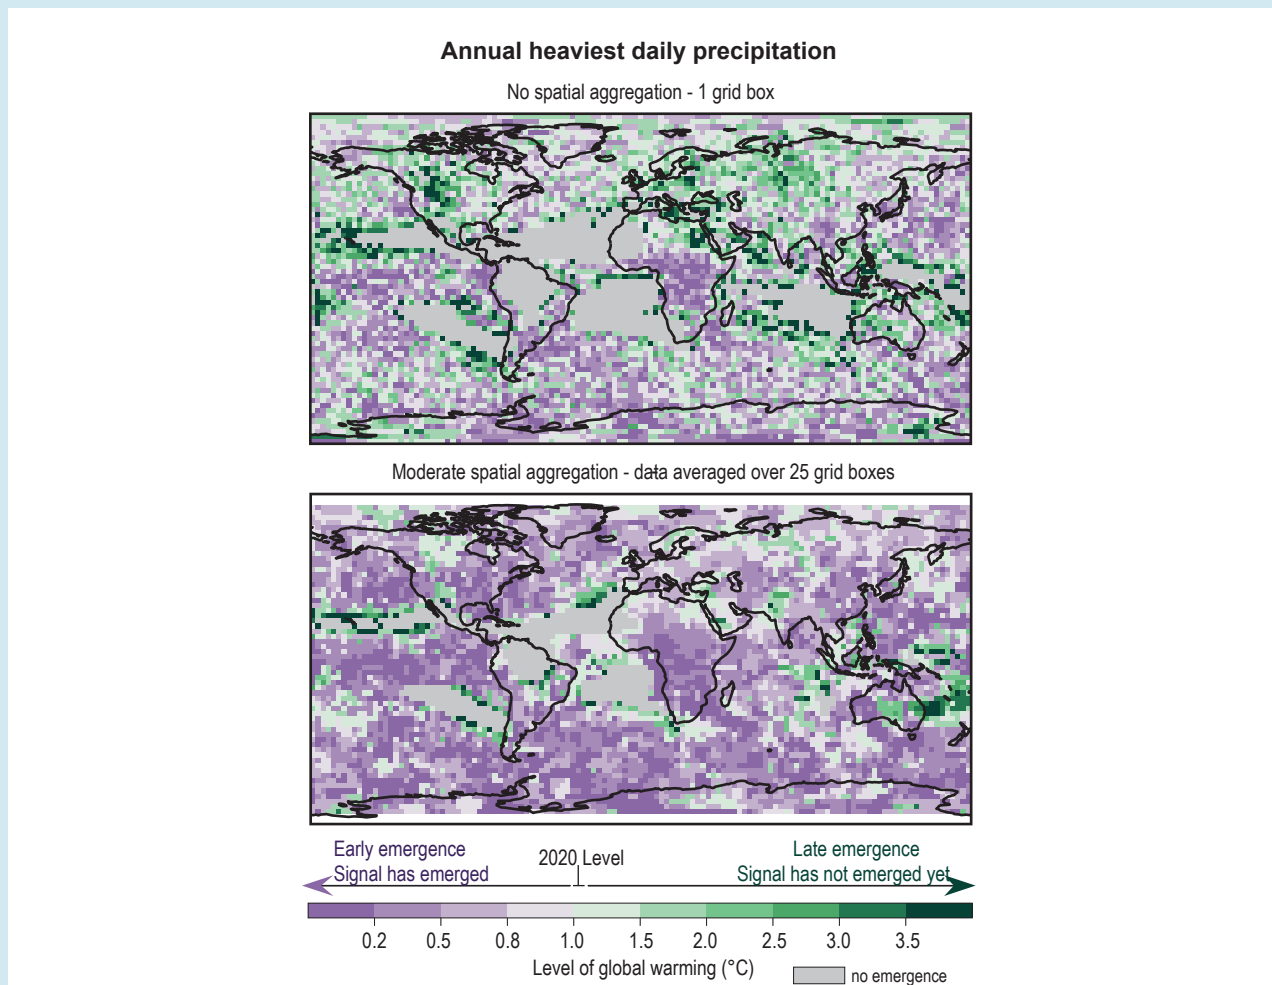 Annual heaviest daily precipitation
No spatial aggregation - 1 grid box
Moderate spatial aggregation - data averaged over 25 grid boxes
Early emergence
Signal has emerged
2020 Level
Late emergence
Signal has not emerged yet
0.2 0.5 0.8 1.0 1.5 2.0 2.5 3.0 3.5
Level of global warming (°C)
no emergence